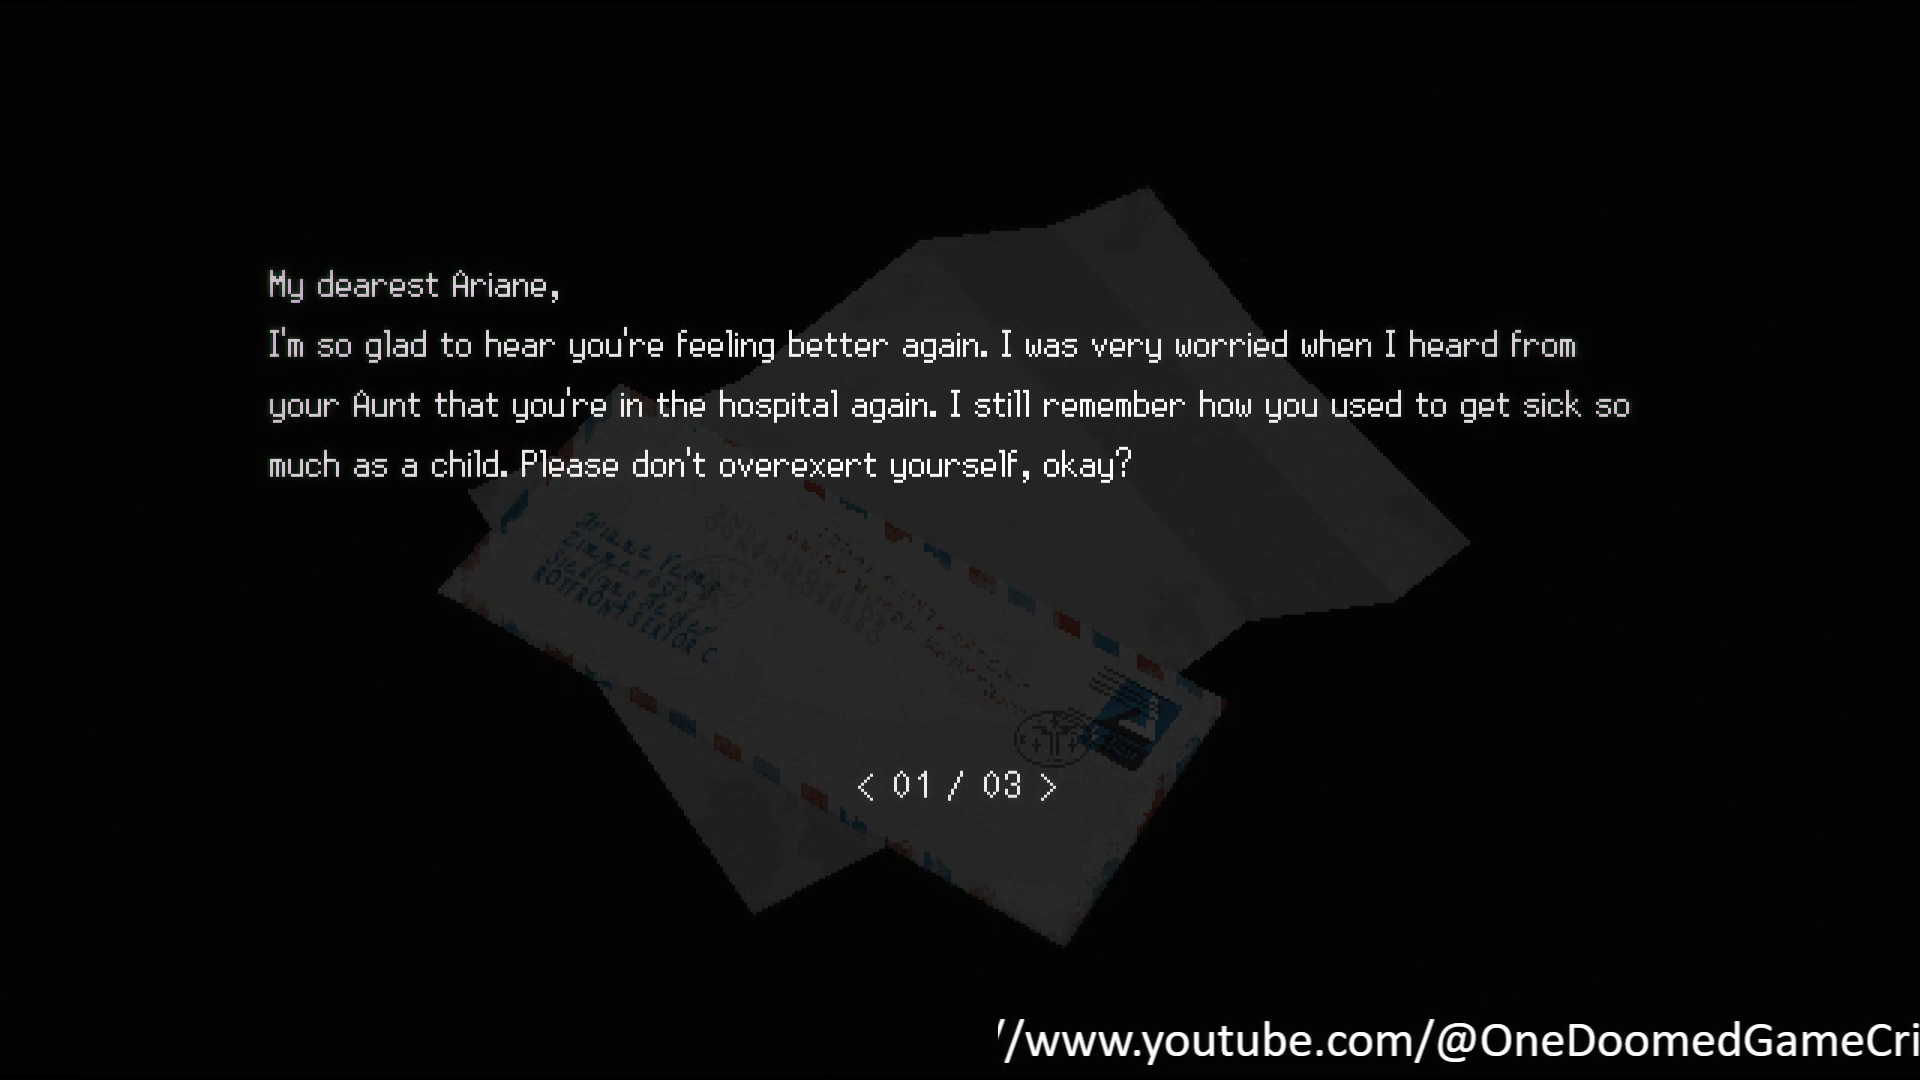 My dearest Ariane,
I'm so glad to hear you're feeling better again. I was very worried when I heard from
your Aunt that you're in the hospital again. I still remember how you used to get sick so
much as a child. Please don't overexert yourself, okay?
ROTFRONT SEKTOR C
< 01 / 03 >
//www.youtube.com/@OneDoomedGameCri